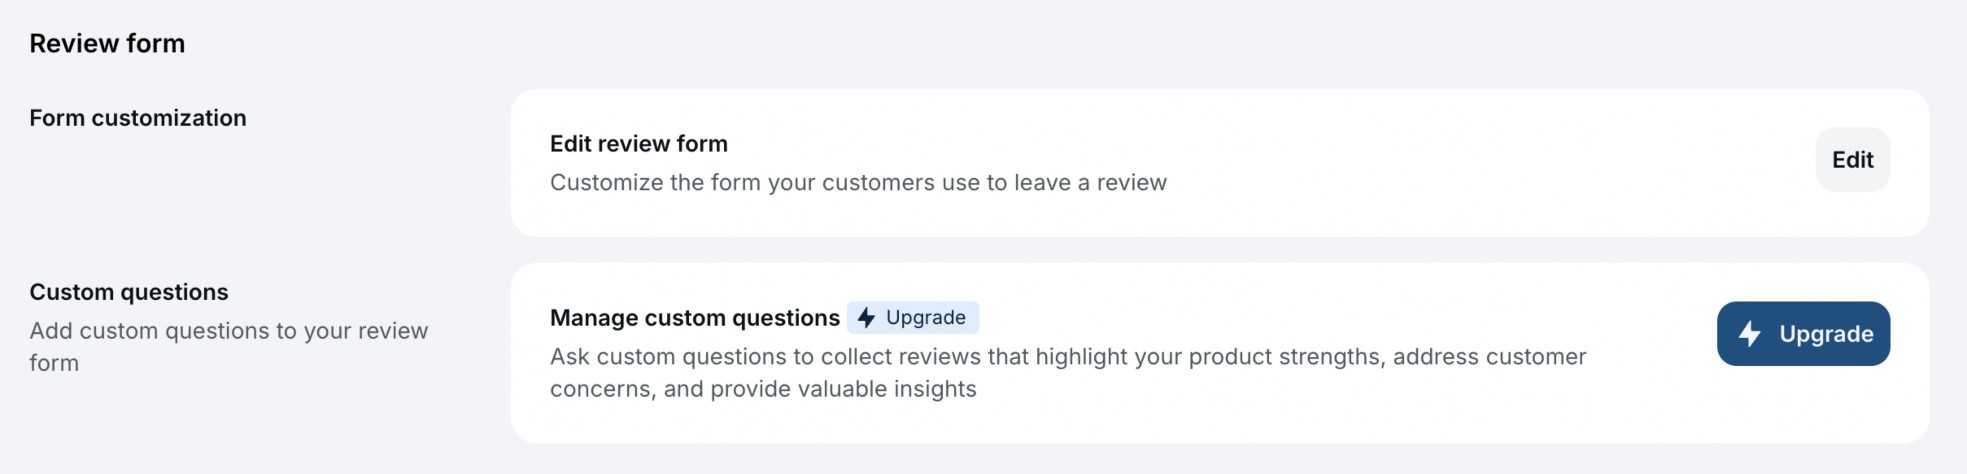 Review form
Form customization
Edit review form
Customize the form your customers use to leave a review
Edit
Custom questions
Add custom questions to your review
form
Manage custom questions
Upgrade
Ask custom questions to collect reviews that highlight your product strengths, address customer
concerns, and provide valuable insights
Upgrade